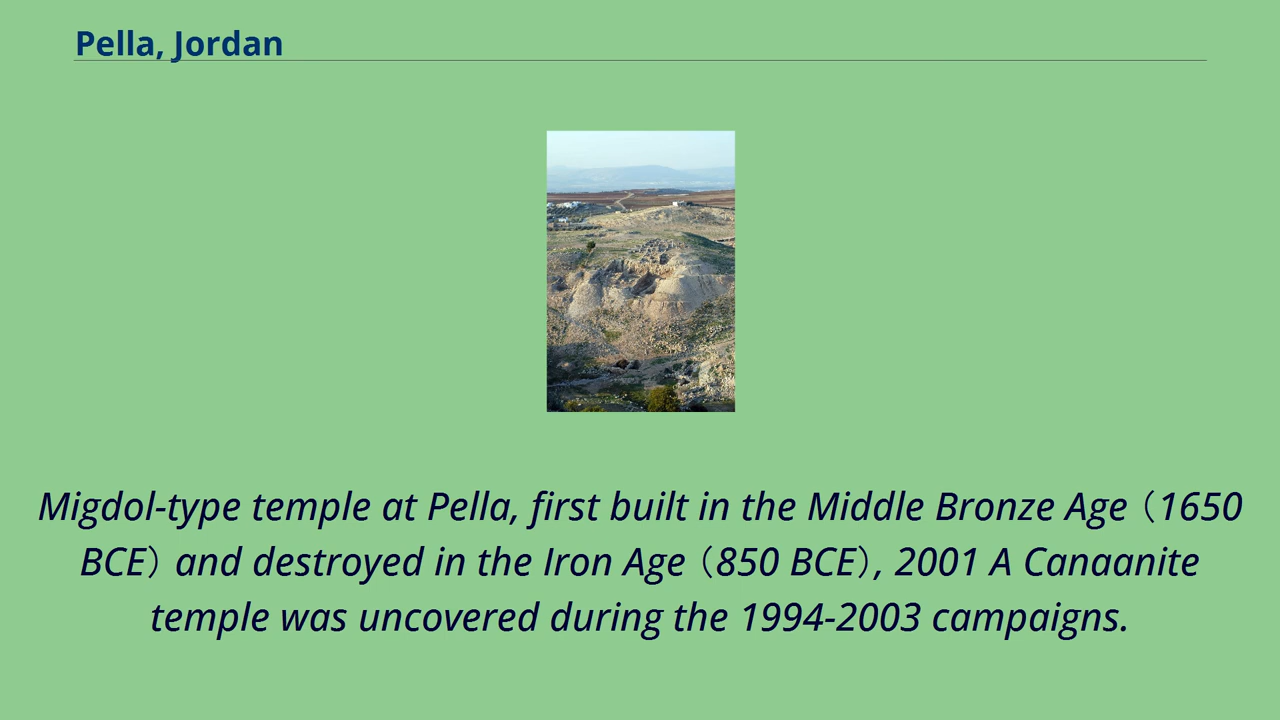 Pella, Jordan
Migdol-type temple at Pella, first built in the Middle Bronze Age（1650
BCE）and destroyed in the Iron Age（850 BCE）, 2001 A Canaanite
temple was uncovered during the 1994-2003 campaigns.